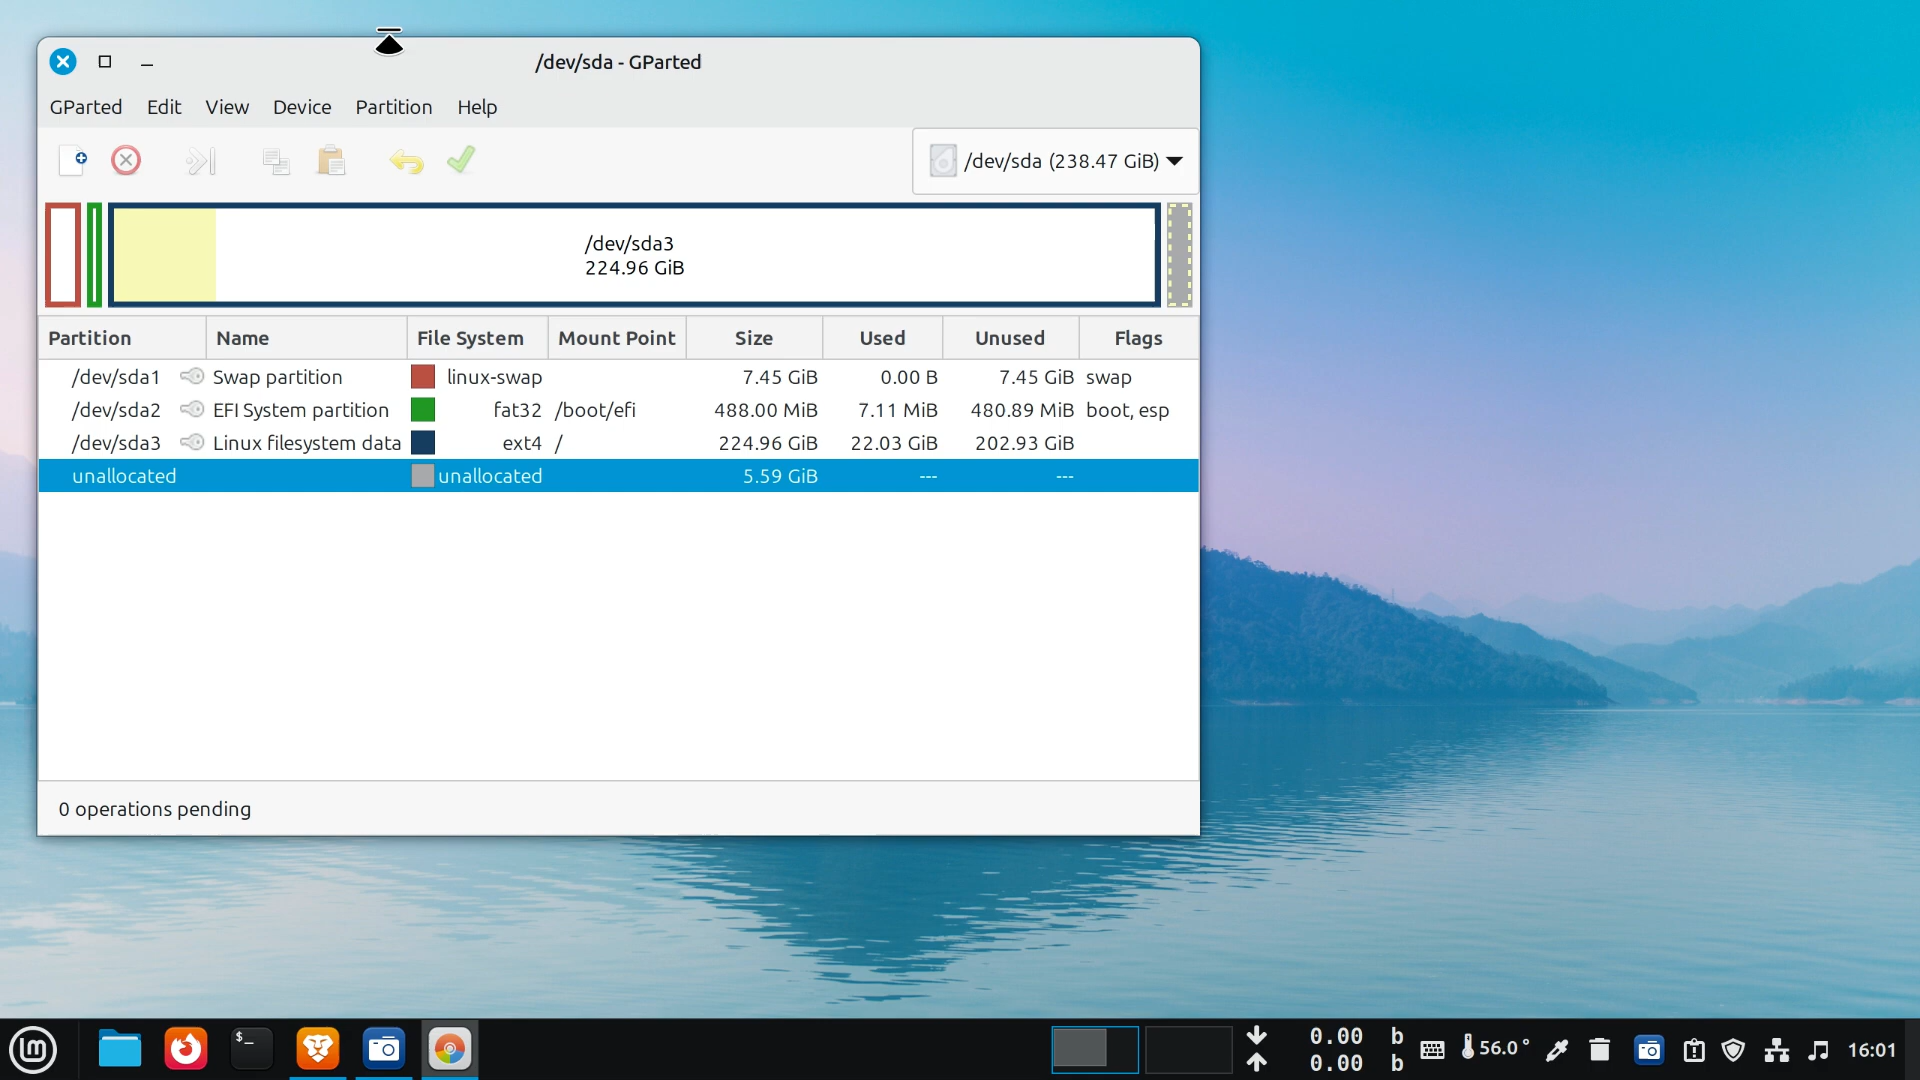 /dev/sda - GParted
GParted Edit View Device Partition Help
/dev/sda (238.47 GiB)
/dev/sda3
224.96 GiB
Partition Name File System Mount Point Size Used Unused Flags
/dev/sda1 Swap partition linux-swap 7.45 GiB 0.00 B 7.45 GiB swap
/dev/sda2 EFI System partition fat32 /boot/efi 488.00 MiB 7.11 MiB 480.89 MiB boot, esp
/dev/sda3 Linux filesystem data ext4 / 224.96 GiB 22.03 GiB 202.93 GiB
unallocated unallocated 5.59 GiB --- ---
0 operations pending
$_
0.00 b
0.00 b
56.0°
16:01